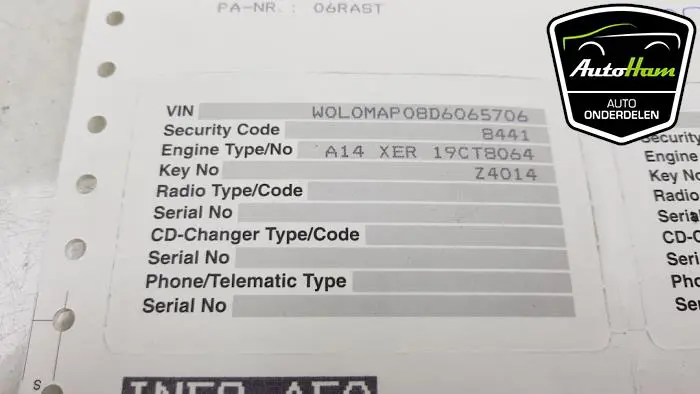 PA-NR.: 06RAST
AutoHam
AUTO
ONDERDELEN
VIN W0L0MAP08D6065706
Security Code 8441
Engine Type/No A14 XER 19CT8064
Key No Z4014
Radio Type/Code
Serial No
CD-Changer Type/Code
Serial No
Phone/Telematic Type
Serial No
Security
Engine
Key No
Radio
Serial
CD-C
Seri
Pho
Se
S